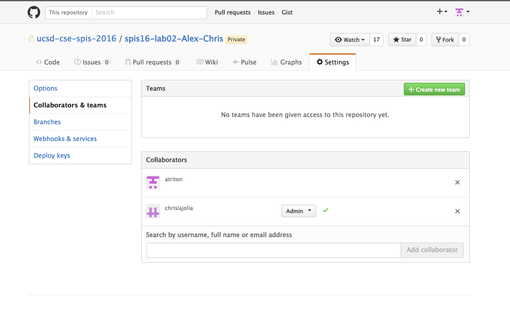 This repository Search Pull requests Issues Gist
ucsd-cse-spis-2016 / spis16-lab02-Alex-Chris Private Watch 17 Star 0 Fork 0
Code Issues 0 Pull requests 0 Wiki Pulse Graphs Settings
Options
Collaborators & teams
Branches
Webhooks & services
Deploy keys
Teams Create new team
No teams have been given access to this repository yet.
Collaborators
atriton
chrislajolla Admin
Search by username, full name or email address
Add collaborator